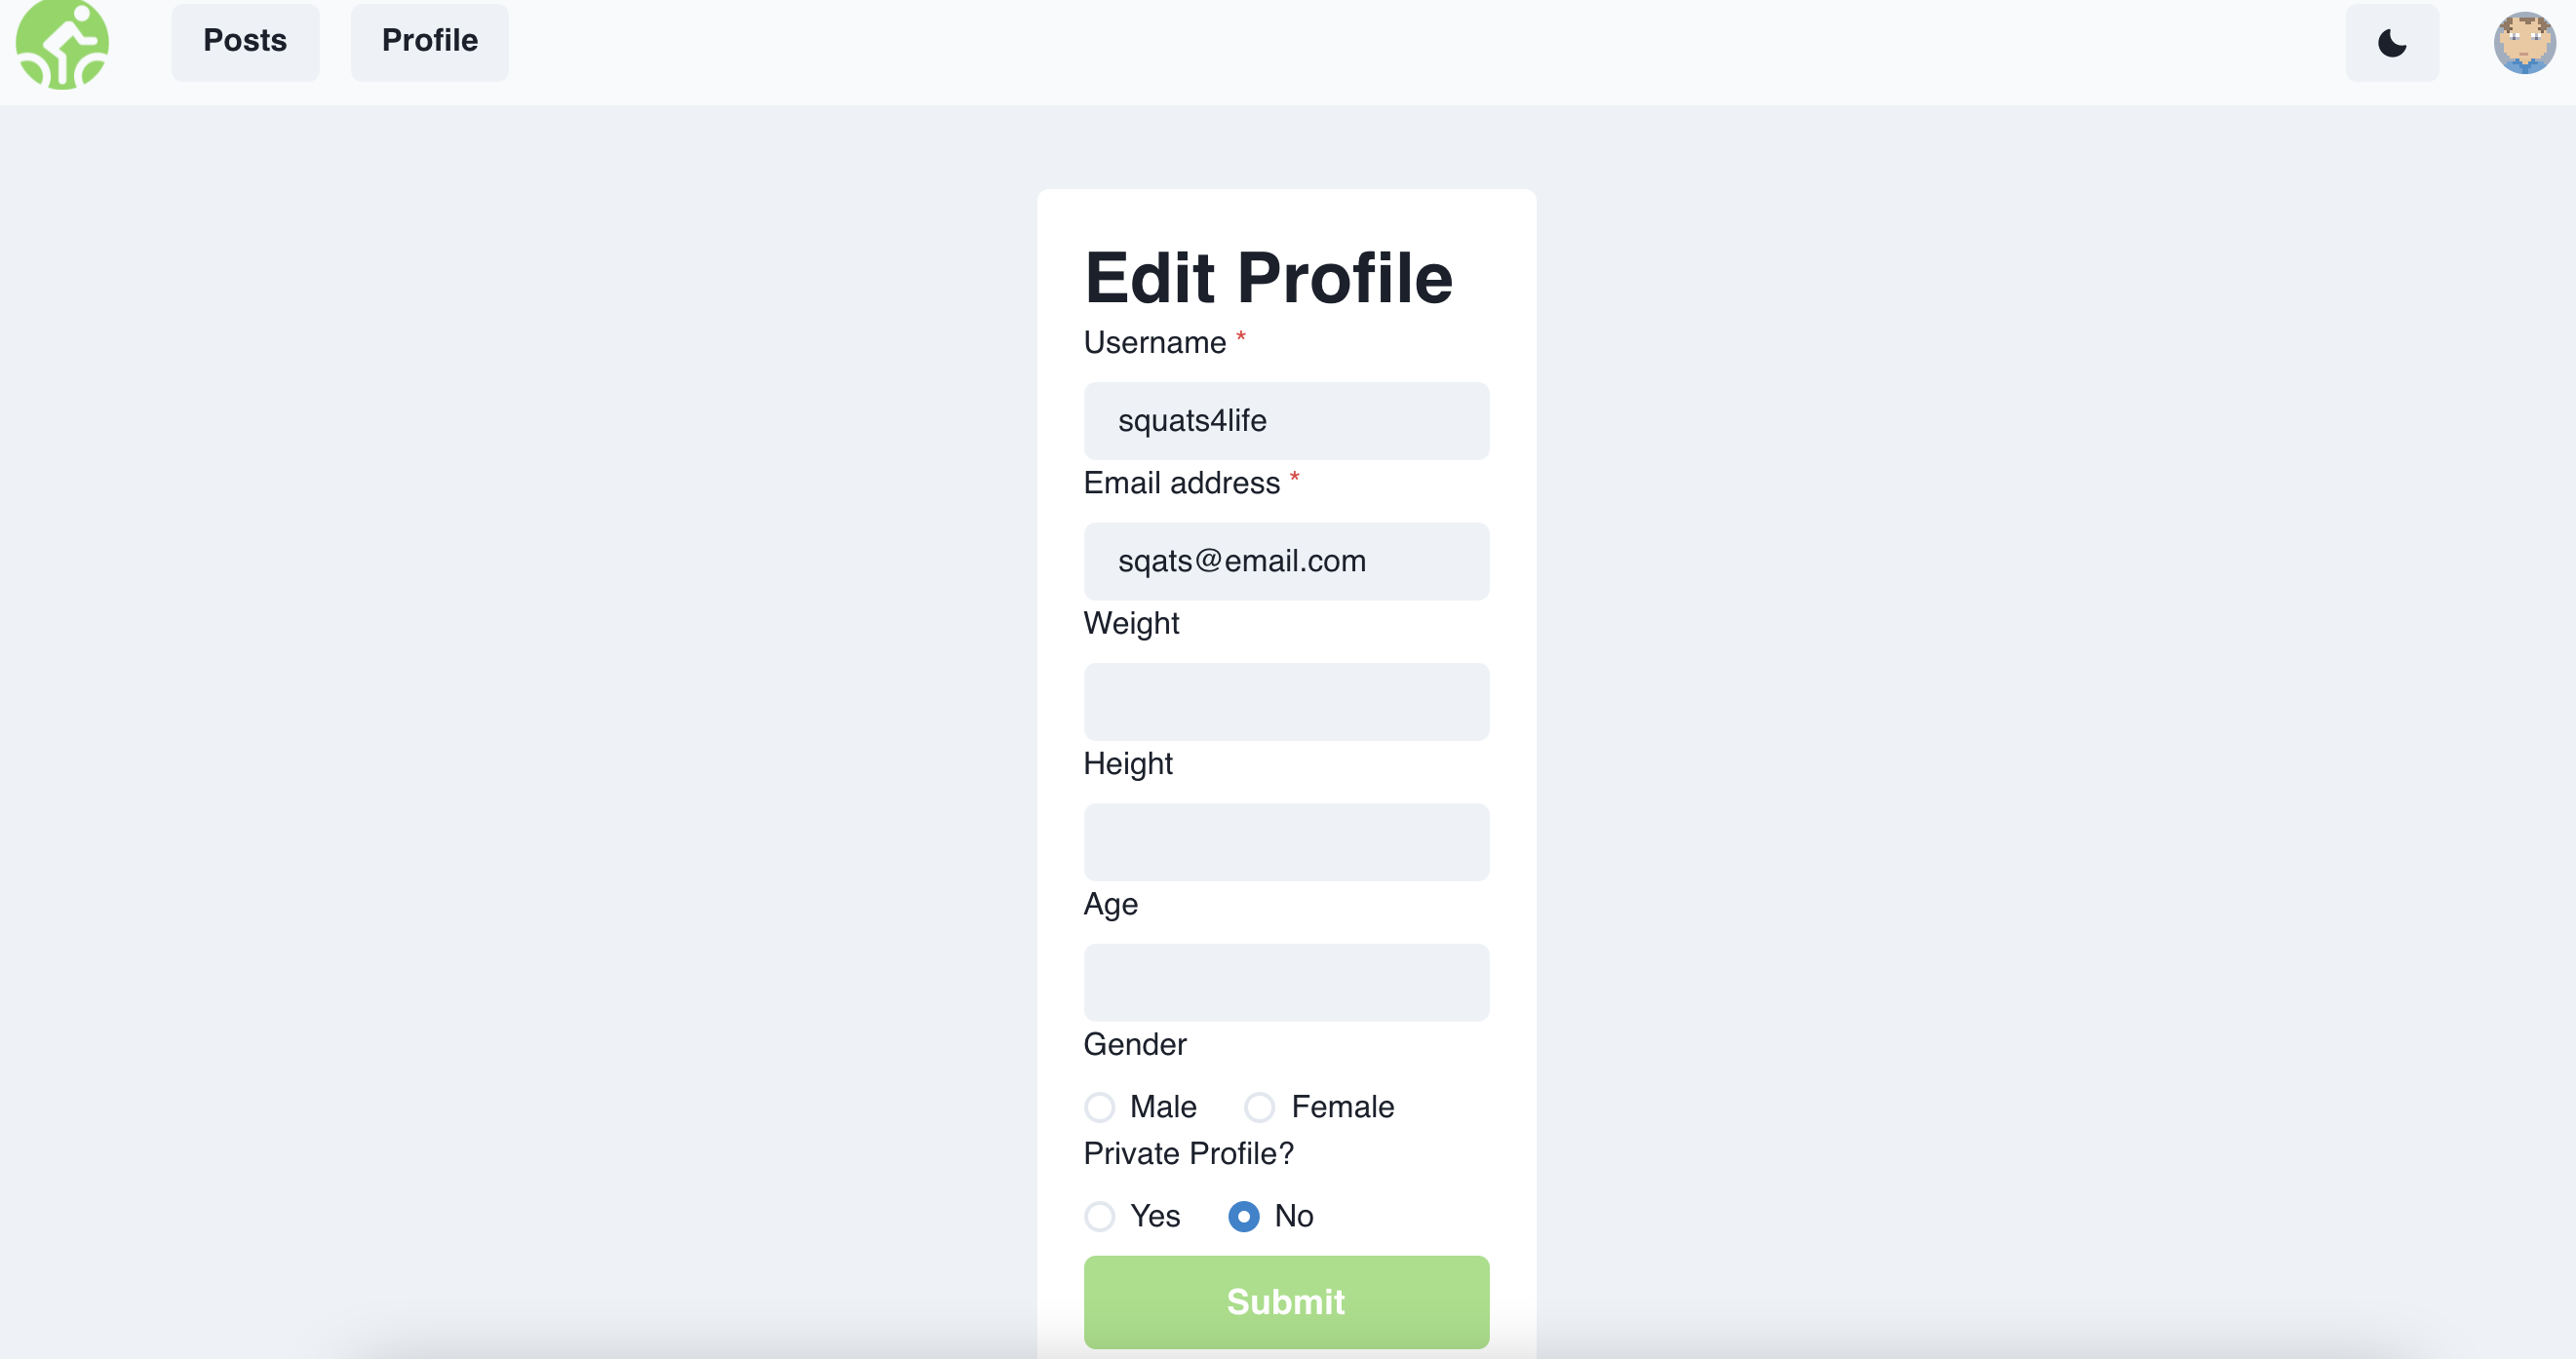 Posts Profile
Edit Profile
Username *
squats4life
Email address *
sqats@email.com
Weight
Height
Age
Gender
Male Female
Private Profile?
Yes No
Submit